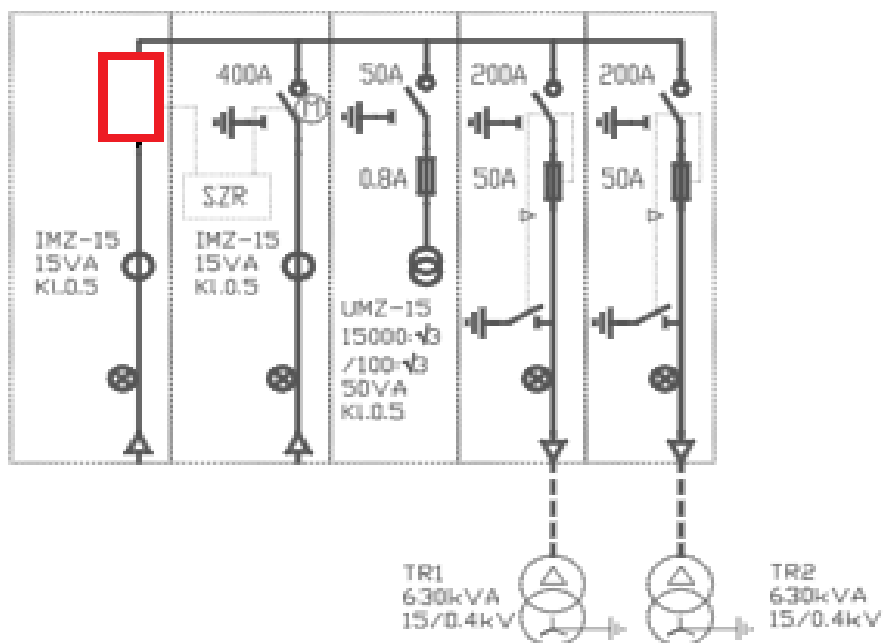 400A
50A
200A
200A
M
SZR
0.8A
50A
50A
IMZ-15
15VA
Kl.0.5
IMZ-15
15VA
Kl.0.5
UMZ-15
15000:√3
/100:√3
50VA
Kl.0.5
TR1
630kVA
15/0.4kV
TR2
630kVA
15/0.4kV